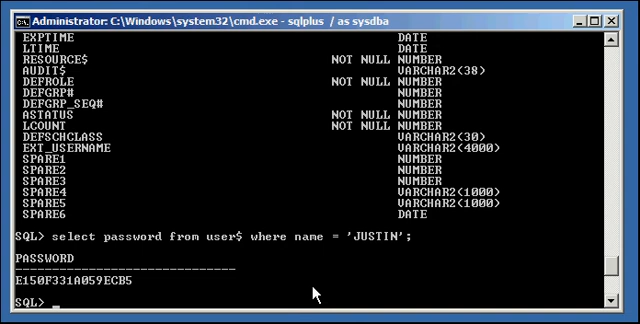 Administrator: C:\Windows\system32\cmd.exe - sqlplus / as sysdba
EXPTIME DATE
LTIME DATE
RESOURCE$ NOT NULL NUMBER
AUDIT$ VARCHAR2(38)
DEFROLE NOT NULL NUMBER
DEFGRP# NUMBER
DEFGRP_SEQ# NUMBER
ASTATUS NOT NULL NUMBER
LCOUNT NOT NULL NUMBER
DEFSCHCLASS VARCHAR2(30)
EXT_USERNAME VARCHAR2(4000)
SPARE1 NUMBER
SPARE2 NUMBER
SPARE3 NUMBER
SPARE4 VARCHAR2(1000)
SPARE5 VARCHAR2(1000)
SPARE6 DATE
SQL> select password from user$ where name = 'JUSTIN';
PASSWORD
------------------------------
E150F331A059ECB5
SQL> _